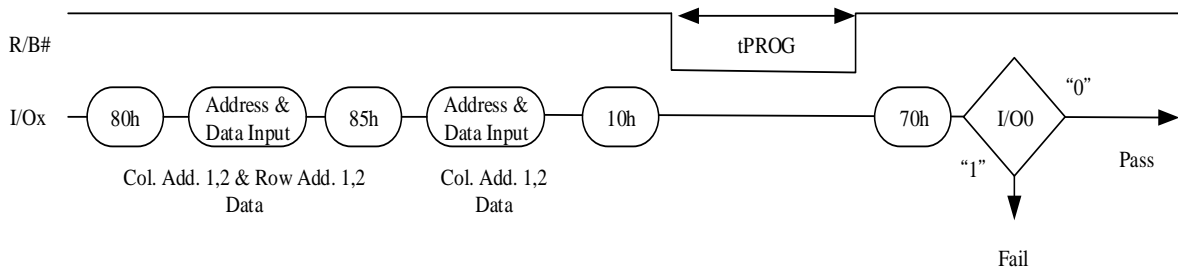 R/B#
tPROG
I/Ox
80h
Address &
Data Input
85h
Address &
Data Input
10h
70h
I/O0
“0”
“1”
Pass
Col. Add. 1,2 & Row Add. 1,2
Data
Col. Add. 1,2
Data
Fail